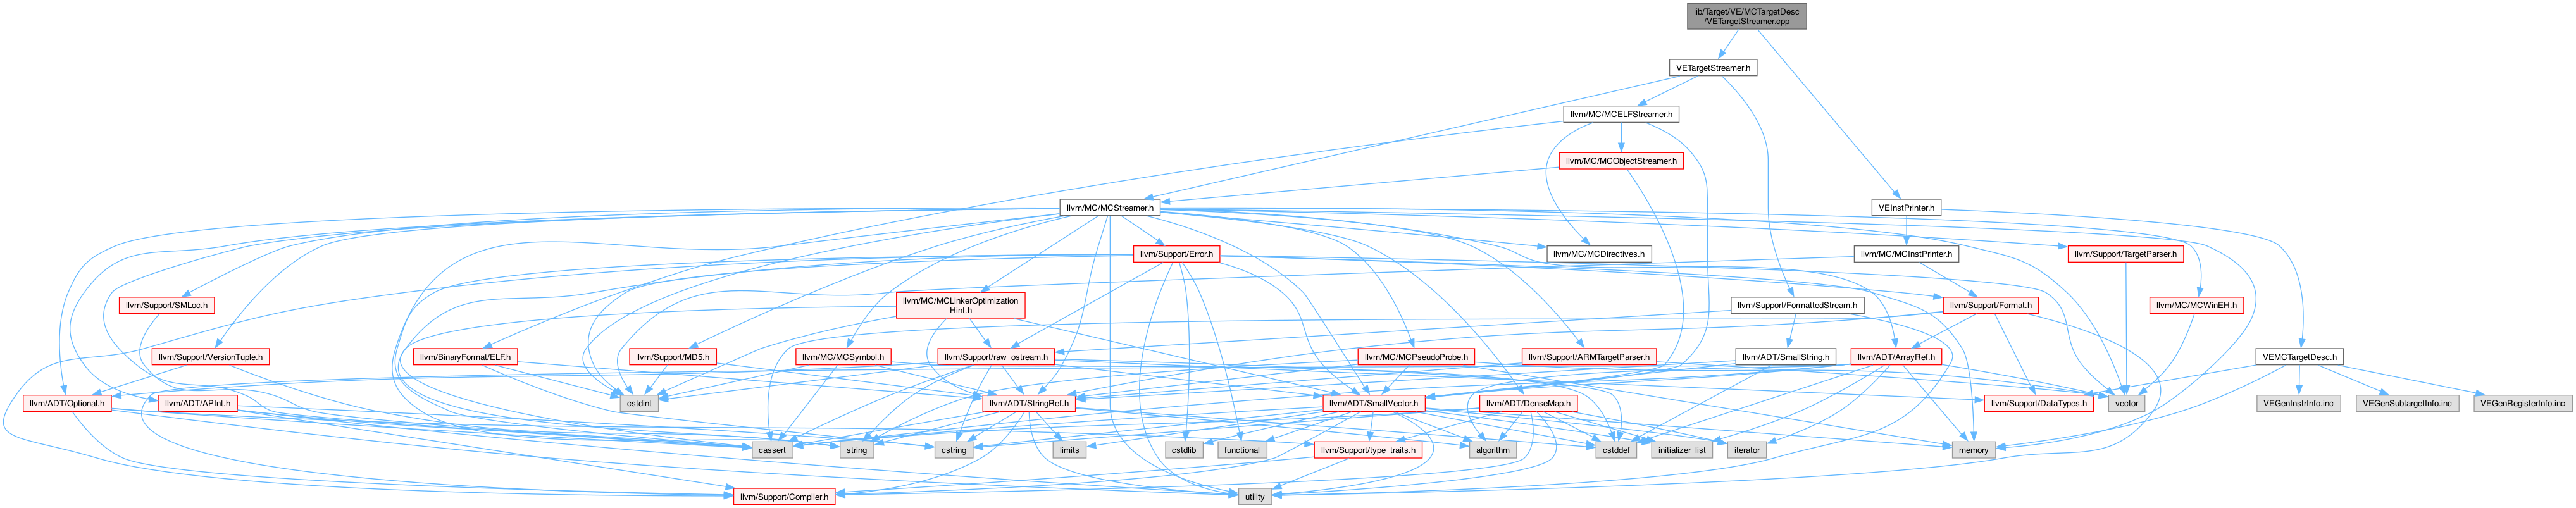 lib/Target/VE/MCTargetDesc
/VETargetStreamer.cpp
VETargetStreamer.h
llvm/MC/MCELFStreamer.h
llvm/MC/MCObjectStreamer.h
llvm/MC/MCStreamer.h
VEInstPrinter.h
llvm/Support/Error.h
llvm/MC/MCDirectives.h
llvm/MC/MCInstPrinter.h
llvm/Support/TargetParser.h
llvm/Support/SMLoc.h
llvm/MC/MCLinkerOptimization
Hint.h
llvm/Support/FormattedStream.h
llvm/Support/Format.h
llvm/MC/MCWinEH.h
llvm/Support/VersionTuple.h
llvm/BinaryFormat/ELF.h
llvm/Support/MD5.h
llvm/MC/MCSymbol.h
llvm/Support/raw_ostream.h
llvm/MC/MCPseudoProbe.h
llvm/Support/ARMTargetParser.h
llvm/ADT/SmallString.h
llvm/ADT/ArrayRef.h
VEMCTargetDesc.h
llvm/ADT/Optional.h
llvm/ADT/APInt.h
cstdint
llvm/ADT/StringRef.h
llvm/ADT/SmallVector.h
llvm/ADT/DenseMap.h
llvm/Support/DataTypes.h
vector
VEGenInstrInfo.inc
VEGenSubtargetInfo.inc
VEGenRegisterInfo.inc
cassert
string
cstring
limits
cstdlib
functional
llvm/Support/type_traits.h
algorithm
cstddef
initializer_list
iterator
memory
llvm/Support/Compiler.h
utility